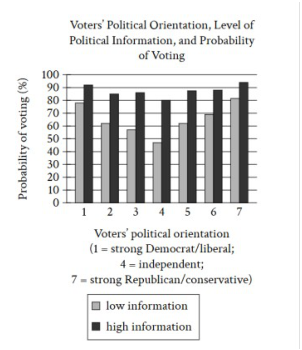 Voters' Political Orientation, Level of
Political Information, and Probability
of Voting
Probability of voting (%)
100
90
80
70
60
50
40
30
20
10
0
1 2 3 4 5 6 7
Voters' political orientation
(1 = strong Democrat/liberal;
4 = independent;
7 = strong Republican/conservative)
low information
high information